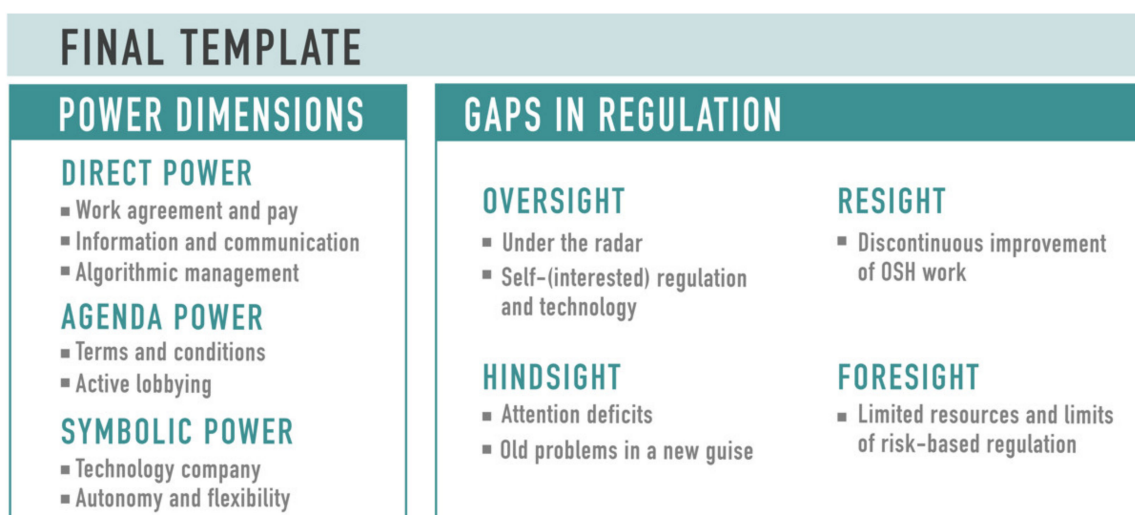 FINAL TEMPLATE
POWER DIMENSIONS
DIRECT POWER
▪ Work agreement and pay
▪ Information and communication
▪ Algorithmic management
AGENDA POWER
▪ Terms and conditions
▪ Active lobbying
SYMBOLIC POWER
▪ Technology company
▪ Autonomy and flexibility
GAPS IN REGULATION
OVERSIGHT
▪ Under the radar
▪ Self-(interested) regulation
and technology
RESIGHT
▪ Discontinuous improvement
of OSH work
HINDSIGHT
▪ Attention deficits
▪ Old problems in a new guise
FORESIGHT
▪ Limited resources and limits
of risk-based regulation